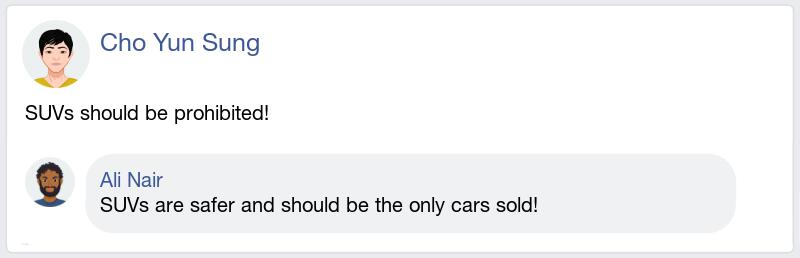 Cho Yun Sung
SUVs should be prohibited!
Ali Nair
SUVs are safer and should be the only cars sold!